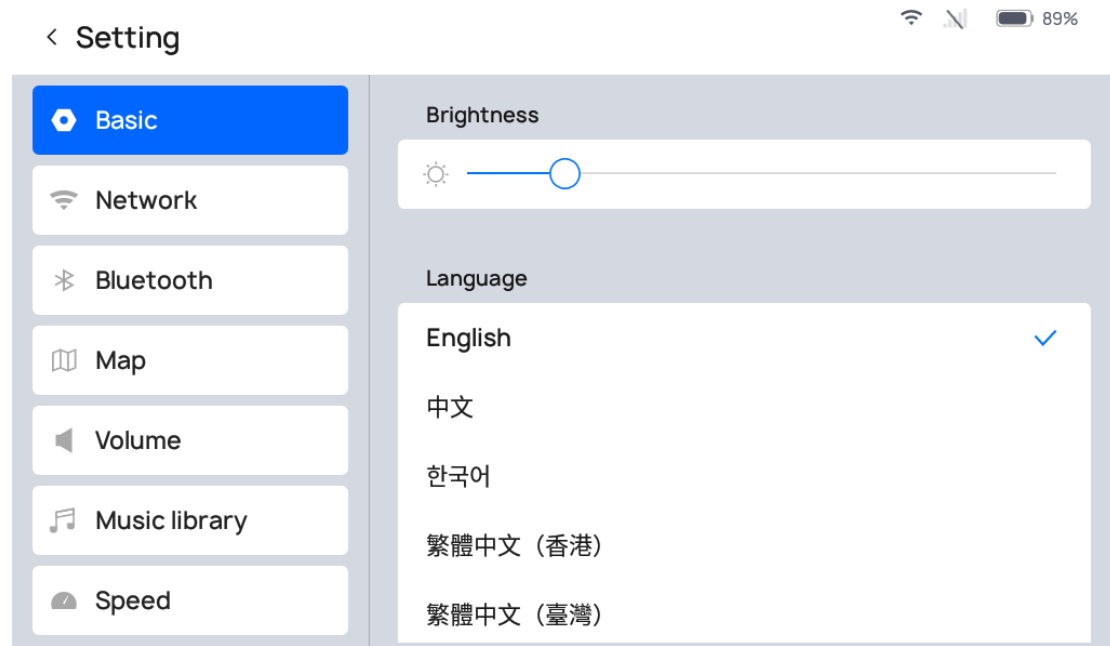 89%
Setting
Basic
Network
Bluetooth
Map
Volume
Music library
Speed
Brightness
Language
English
中文
한국어
繁體中文（香港）
繁體中文（臺灣）